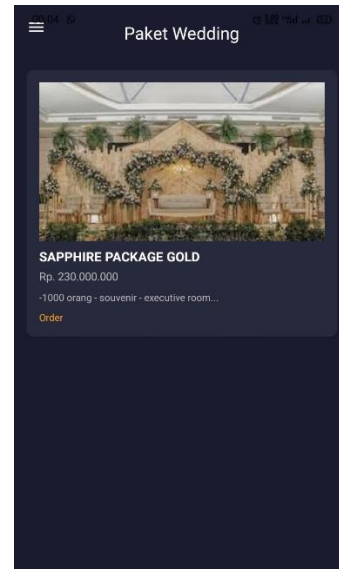 Paket Wedding
SAPPHIRE PACKAGE GOLD
Rp. 230.000.000
-1000 orang - souvenir - executive room...
Order